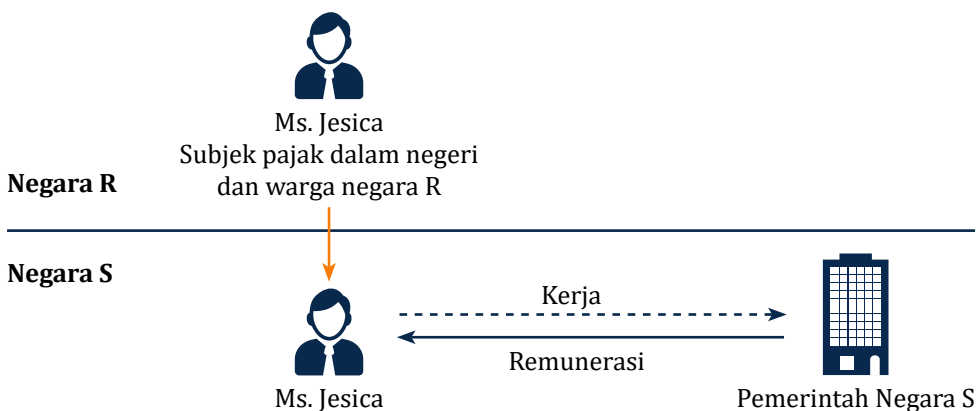 Ms. Jesica
Subjek pajak dalam negeri
dan warga negara R
Negara R
Negara S
Kerja
Remunerasi
Ms. Jesica
Pemerintah Negara S